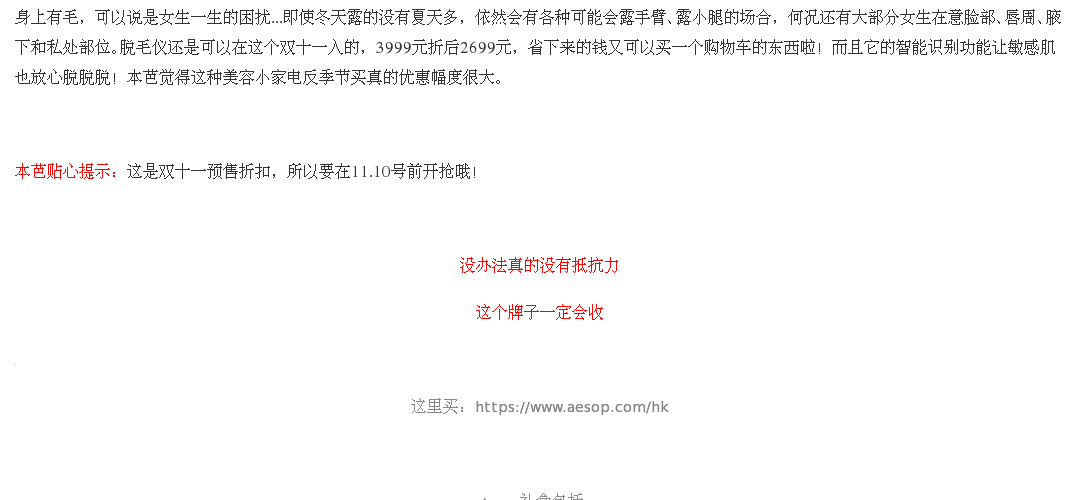 身上有毛，可以说是女生一生的困扰...即使冬天露的没有夏天多，依然会有各种可能会露手臂、露小腿的场合，何况还有大部分女生在意脸部、唇周、腋
下和私处部位。脱毛仪还是可以在这个双十一入的，3999元折后2699元，省下来的钱又可以买一个购物车的东西啦！而且它的智能识别功能让敏感肌
也放心脱脱脱！本芭觉得这种美容小家电反季节买真的优惠幅度很大。
本芭贴心提示：这是双十一预售折扣，所以要在11.10号前开抢哦！
没办法真的没有抵抗力
这个牌子一定会收
这里买：https://www.aesop.com/hk